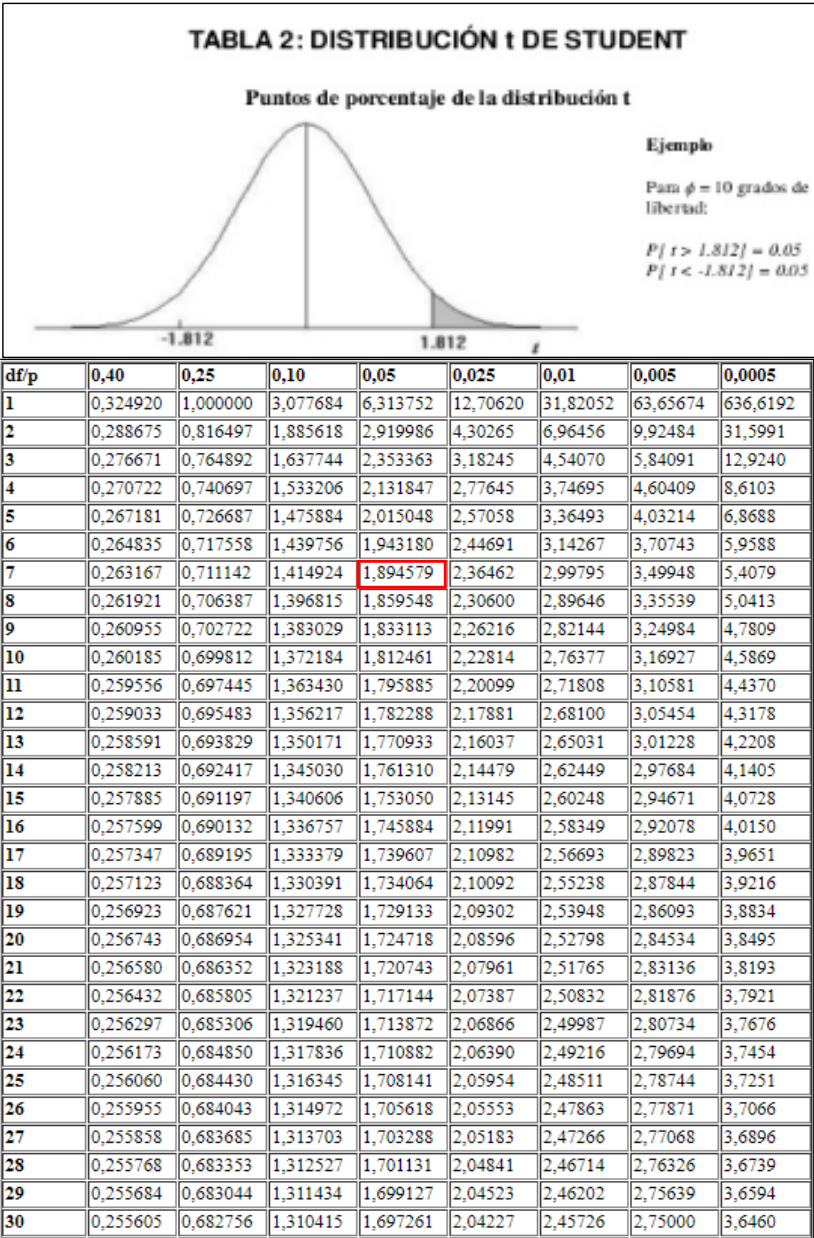 TABLA 2: DISTRIBUCIÓN t DE STUDENT
Puntos de porcentaje de la distribución t
Ejemplo
Para ϕ = 10 grados de
libertad:
P[ t > 1.812] = 0.05
P[ t < -1.812] = 0.05
-1.812 1.812 t
df/p 0,40 0,25 0,10 0,05 0,025 0,01 0,005 0,0005
1 0,324920 1,000000 3,077684 6,313752 12,70620 31,82052 63,65674 636,6192
2 0,288675 0,816497 1,885618 2,919986 4,30265 6,96456 9,92484 31,5991
3 0,276671 0,764892 1,637744 2,353363 3,18245 4,54070 5,84091 12,9240
4 0,270722 0,740697 1,533206 2,131847 2,77645 3,74695 4,60409 8,6103
5 0,267181 0,726687 1,475884 2,015048 2,57058 3,36493 4,03214 6,8688
6 0,264835 0,717558 1,439756 1,943180 2,44691 3,14267 3,70743 5,9588
7 0,263167 0,711142 1,414924 1,894579 2,36462 2,99795 3,49948 5,4079
8 0,261921 0,706387 1,396815 1,859548 2,30600 2,89646 3,35539 5,0413
9 0,260955 0,702722 1,383029 1,833113 2,26216 2,82144 3,24984 4,7809
10 0,260185 0,699812 1,372184 1,812461 2,22814 2,76377 3,16927 4,5869
11 0,259556 0,697445 1,363430 1,795885 2,20099 2,71808 3,10581 4,4370
12 0,259033 0,695483 1,356217 1,782288 2,17881 2,68100 3,05454 4,3178
13 0,258591 0,693829 1,350171 1,770933 2,16037 2,65031 3,01228 4,2208
14 0,258213 0,692417 1,345030 1,761310 2,14479 2,62449 2,97684 4,1405
15 0,257885 0,691197 1,340606 1,753050 2,13145 2,60248 2,94671 4,0728
16 0,257599 0,690132 1,336757 1,745884 2,11991 2,58349 2,92078 4,0150
17 0,257347 0,689195 1,333379 1,739607 2,10982 2,56693 2,89823 3,9651
18 0,257123 0,688364 1,330391 1,734064 2,10092 2,55238 2,87844 3,9216
19 0,256923 0,687621 1,327728 1,729133 2,09302 2,53948 2,86093 3,8834
20 0,256743 0,686954 1,325341 1,724718 2,08596 2,52798 2,84534 3,8495
21 0,256580 0,686352 1,323188 1,720743 2,07961 2,51765 2,83136 3,8193
22 0,256432 0,685805 1,321237 1,717144 2,07387 2,50832 2,81876 3,7921
23 0,256297 0,685306 1,319460 1,713872 2,06866 2,49987 2,80734 3,7676
24 0,256173 0,684850 1,317836 1,710882 2,06390 2,49216 2,79694 3,7454
25 0,256060 0,684430 1,316345 1,708141 2,05954 2,48511 2,78744 3,7251
26 0,255955 0,684043 1,314972 1,705618 2,05553 2,47863 2,77871 3,7066
27 0,255858 0,683685 1,313703 1,703288 2,05183 2,47266 2,77068 3,6896
28 0,255768 0,683353 1,312527 1,701131 2,04841 2,46714 2,76326 3,6739
29 0,255684 0,683044 1,311434 1,699127 2,04523 2,46202 2,75639 3,6594
30 0,255605 0,682756 1,310415 1,697261 2,04227 2,45726 2,75000 3,6460